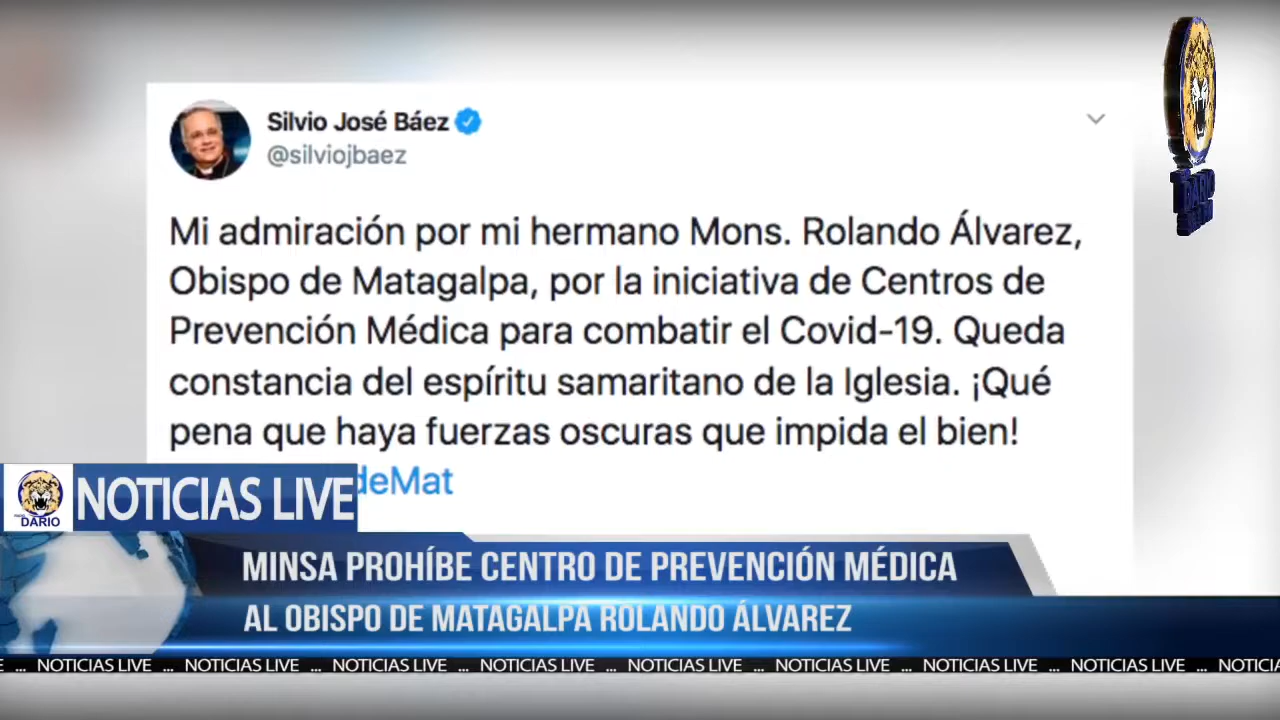 Silvio José Báez
@silviojbaez
Mi admiración por mi hermano Mons. Rolando Álvarez,
Obispo de Matagalpa, por la iniciativa de Centros de
Prevención Médica para combatir el Covid-19. Queda
constancia del espíritu samaritano de la Iglesia. ¡Qué
pena que haya fuerzas oscuras que impida el bien!
deMat
DARIO
NOTICIAS LIVE
DARIO
MINSA PROHÍBE CENTRO DE PREVENCIÓN MÉDICA
AL OBISPO DE MATAGALPA ROLANDO ÁLVAREZ
E ... NOTICIAS LIVE ... NOTICIAS LIVE ... NOTICIAS LIVE ... NOTICIAS LIVE ... NOTICIAS LIVE ... NOTICIAS LIVE ... NOTICIAS LIVE ... NOTICIAS LIVE ... NOTICI